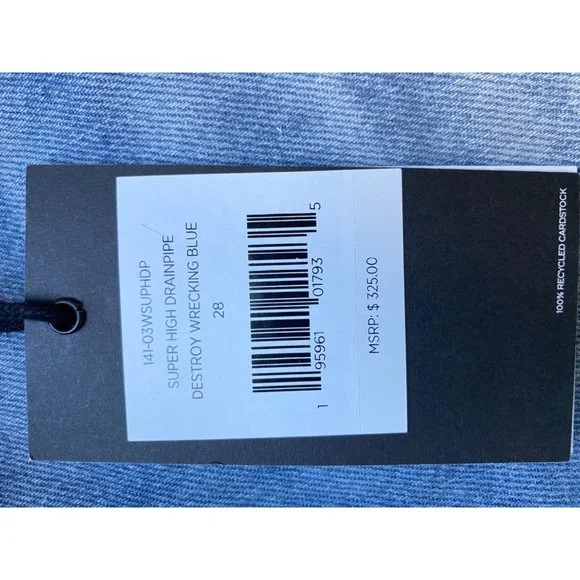 141-03WSUPHDP
SUPER HIGH DRAINPIPE
DESTROY WRECKING BLUE
28
1 95961 01793 5
MSRP: $ 325.00
100% RECYCLED CARDSTOCK